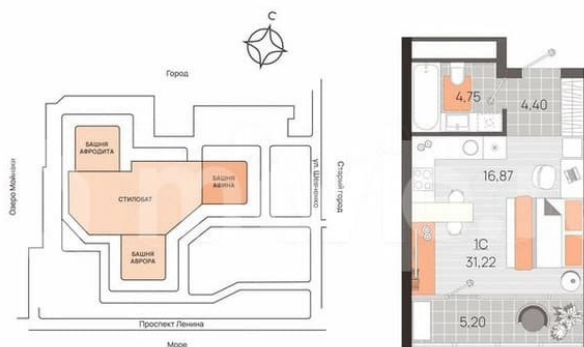 С
Город
БАШНЯ
АФРОДИТА
БАШНЯ
АФИНА
СТИЛОБАТ
БАШНЯ
АВРОРА
Озеро Мойнаки
ул. Шевченко
Старый город
Проспект Ленина
Море
4,75
4,40
16,87
1С
31,22
5,20